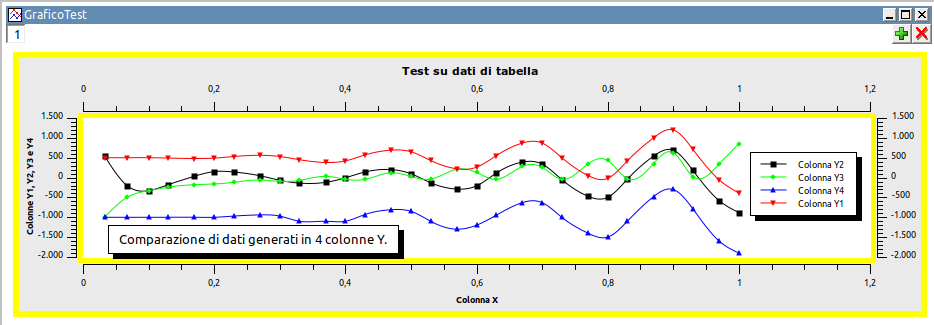 GraficoTest
1
Test su dati di tabella
0 0,2 0,4 0,6 0,8 1 1,2
1.500 1.500
1.000 1.000
500 500
0 0
-500 -500
-1.000 -1.000
-1.500 -1.500
-2.000 -2.000
Colonne Y1, Y2, Y3 e Y4
Colonna Y2
Colonna Y3
Colonna Y4
Colonna Y1
Comparazione di dati generati in 4 colonne Y.
0 0,2 0,4 0,6 0,8 1 1,2
Colonna X